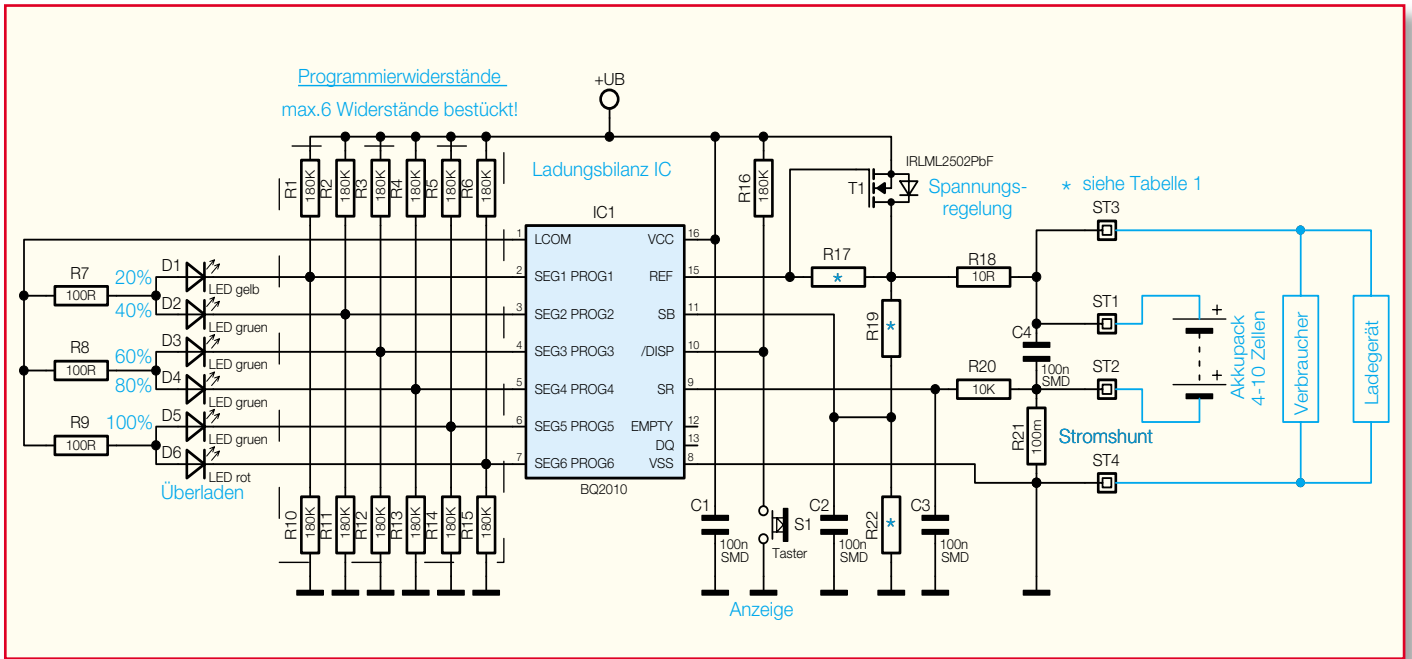 Programmierwiderstände
max.6 Widerstände bestückt!
+UB
Ladungsbilanz IC
IRLML2502PbF
T1
Spannungs-
regelung
* siehe Tabelle 1
R1 180K
R2 180K
R3 180K
R4 180K
R5 180K
R6 180K
R16 180K
IC1
1 LCOM VCC 16
2 SEG1 PROG1 REF 15
3 SEG2 PROG2 SB 11
4 SEG3 PROG3 /DISP 10
5 SEG4 PROG4 SR 9
6 SEG5 PROG5 EMPTY 12
DQ 13
7 SEG6 PROG6 VSS 8
BQ2010
R7 100R
20% D1 LED gelb
40% D2 LED gruen
R8 100R
60% D3 LED gruen
80% D4 LED gruen
R9 100R
100% D5 LED gruen
D6 LED rot
Überladen
R17 *
R18 10R
R19 *
R20 10K
R21 100m
Stromshunt
C4 100n SMD
ST3
ST1
ST2
ST4
+
+
Akkupack
4-10 Zellen
Verbraucher
Ladegerät
R10 180K
R11 180K
R12 180K
R13 180K
R14 180K
R15 180K
C1 100n SMD
S1 Taster
C2 100n SMD
R22 *
C3 100n SMD
Anzeige